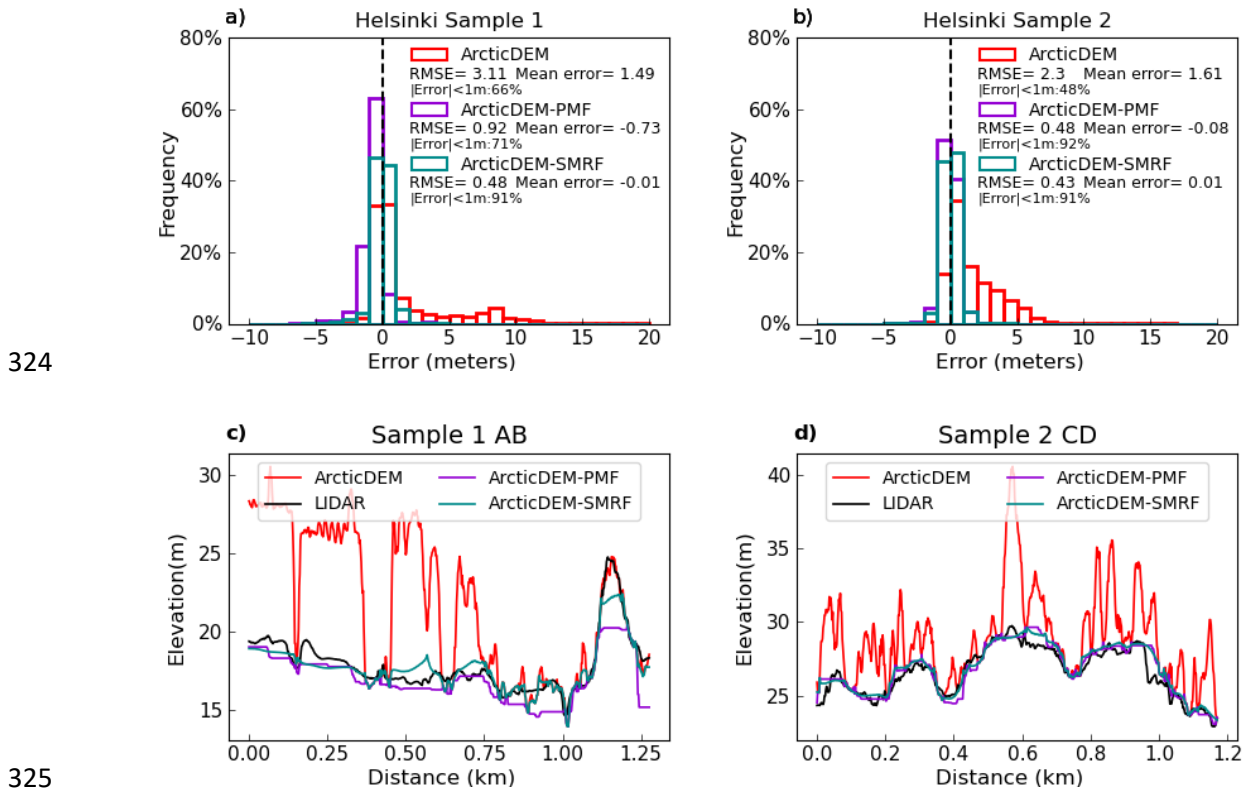 a)
Helsinki Sample 1
80%
60%
40%
20%
0%
Frequency
ArcticDEM
RMSE= 3.11 Mean error= 1.49
|Error|<1m:66%
ArcticDEM-PMF
RMSE= 0.92 Mean error= -0.73
|Error|<1m:71%
ArcticDEM-SMRF
RMSE= 0.48 Mean error= -0.01
|Error|<1m:91%
−10 −5 0 5 10 15 20
Error (meters)
b)
Helsinki Sample 2
80%
60%
40%
20%
0%
Frequency
ArcticDEM
RMSE= 2.3 Mean error= 1.61
|Error|<1m:48%
ArcticDEM-PMF
RMSE= 0.48 Mean error= -0.08
|Error|<1m:92%
ArcticDEM-SMRF
RMSE= 0.43 Mean error= 0.01
|Error|<1m:91%
−10 −5 0 5 10 15 20
Error (meters)
324
c)
Sample 1 AB
30
25
20
15
Elevation(m)
ArcticDEM ArcticDEM-PMF
LIDAR ArcticDEM-SMRF
0.00 0.25 0.50 0.75 1.00 1.25
Distance (km)
d)
Sample 2 CD
40
35
30
25
Elevation(m)
ArcticDEM ArcticDEM-PMF
LIDAR ArcticDEM-SMRF
0.0 0.2 0.4 0.6 0.8 1.0 1.2
Distance (km)
325